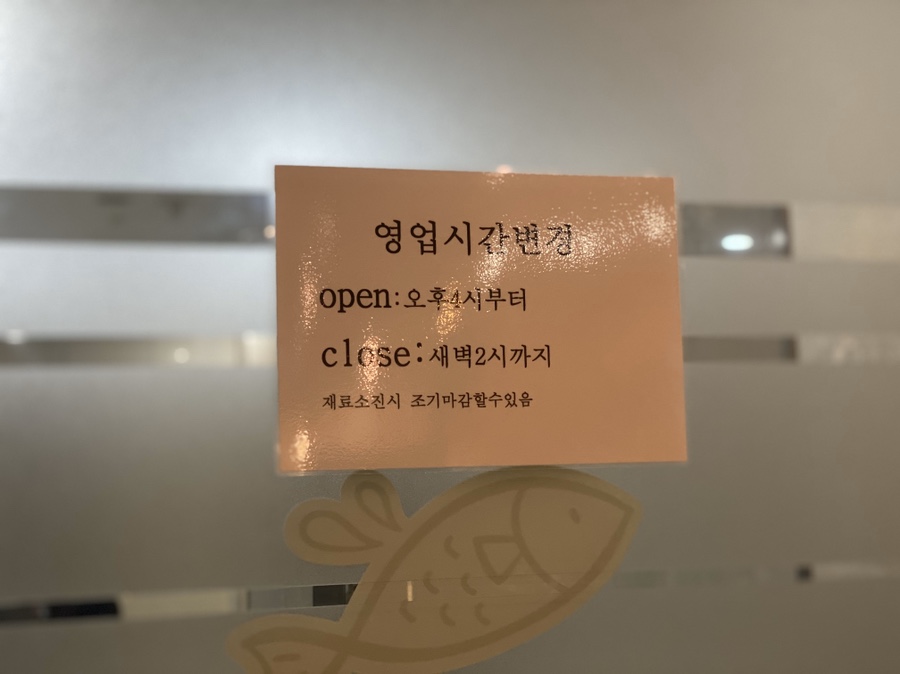 영업시간변경
open:오후4시부터
close:새벽2시까지
재료소진시 조기마감할수있음